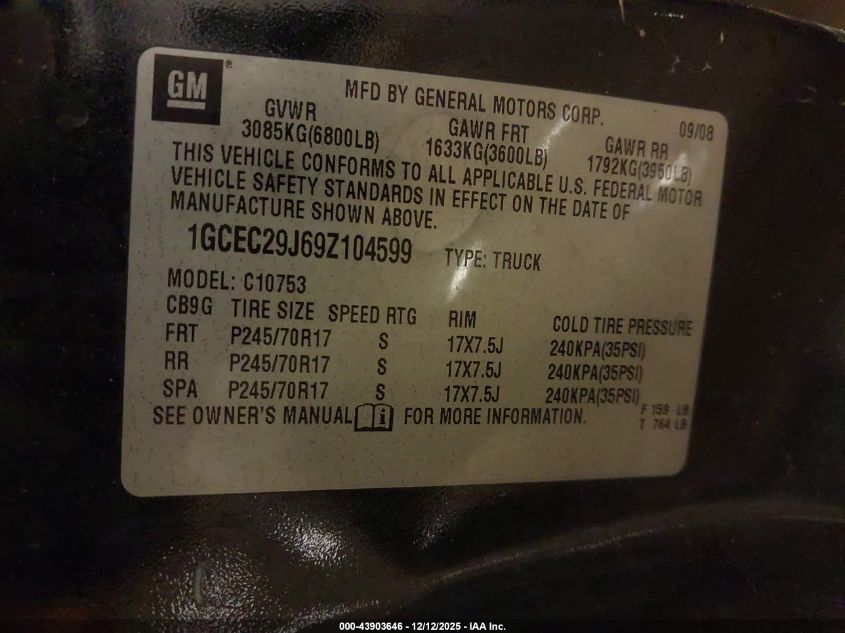 GM®
MFD BY GENERAL MOTORS CORP. 09/08
GVWR GAWR FRT GAWR RR
3085KG(6800LB) 1633KG(3600LB) 1792KG(3950LB)
THIS VEHICLE CONFORMS TO ALL APPLICABLE U.S. FEDERAL MOTOR
VEHICLE SAFETY STANDARDS IN EFFECT ON THE DATE OF
MANUFACTURE SHOWN ABOVE.
1GCEC29J69Z104599 TYPE: TRUCK
MODEL: C10753
CB9G TIRE SIZE SPEED RTG RIM COLD TIRE PRESSURE
FRT P245/70R17 S 17X7.5J 240KPA(35PSI)
RR P245/70R17 S 17X7.5J 240KPA(35PSI)
SPA P245/70R17 S 17X7.5J 240KPA(35PSI)
SEE OWNER'S MANUAL i FOR MORE INFORMATION.
F 159 LB
T 764 LB
000-43903646 - 12/12/2025 - IAA Inc.